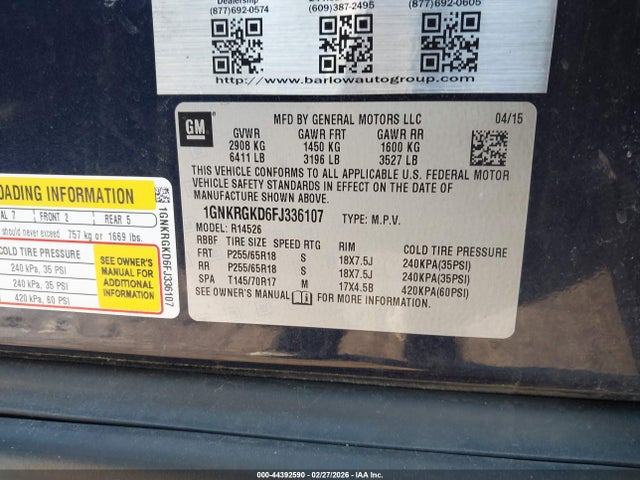 Dealership
(877)692-0574
(609)387-2495
(877)692-0605
http://www.barlowautogroup.com
GM
MFD BY GENERAL MOTORS LLC 04/15
GVWR GAWR FRT GAWR RR
2908 KG 1450 KG 1600 KG
6411 LB 3196 LB 3527 LB
THIS VEHICLE CONFORMS TO ALL APPLICABLE U.S. FEDERAL MOTOR
VEHICLE SAFETY STANDARDS IN EFFECT ON THE DATE OF
MANUFACTURE SHOWN ABOVE.
1GNKRGKD6FJ336107 TYPE: M.P.V.
MODEL: R14526
RBBF TIRE SIZE SPEED RTG RIM COLD TIRE PRESSURE
FRT P255/65R18 S 18X7.5J 240KPA(35PSI)
RR P255/65R18 S 18X7.5J 240KPA(35PSI)
SPA T145/70R17 M 17X4.5B 420KPA(60PSI)
SEE OWNER'S MANUAL FOR MORE INFORMATION.
OADING INFORMATION
AL 7 FRONT 2 REAR 5
should never exceed 757 kg or 1669 lbs.
COLD TIRE PRESSURE
240 kPa, 35 PSI
240 kPa, 35 PSI
420 kPa, 60 PSI
SEE OWNER'S
MANUAL FOR
ADDITIONAL
INFORMATION
1GNKRGKD6FJ336107
000-44392590 - 02/27/2026 - IAA Inc.